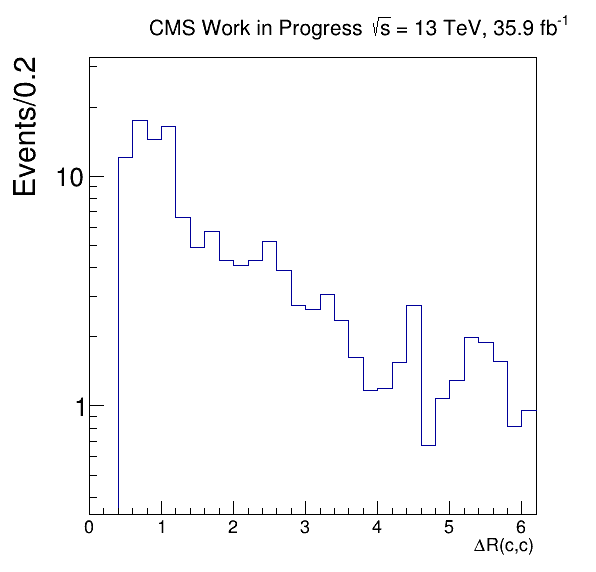 CMS Work in Progress √s = 13 TeV, 35.9 fb⁻¹
Events/0.2
10
1
0 1 2 3 4 5 6
ΔR(c,c)